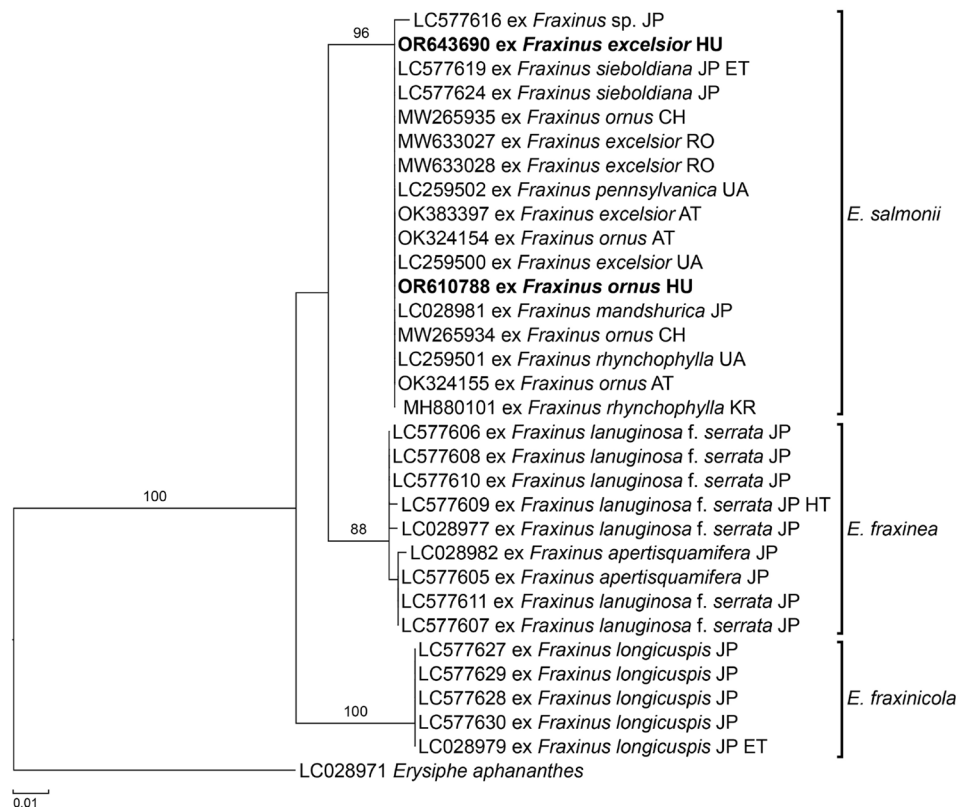 LC577616 ex Fraxinus sp. JP
96
OR643690 ex Fraxinus excelsior HU
LC577619 ex Fraxinus sieboldiana JP ET
LC577624 ex Fraxinus sieboldiana JP
MW265935 ex Fraxinus ornus CH
MW633027 ex Fraxinus excelsior RO
MW633028 ex Fraxinus excelsior RO
LC259502 ex Fraxinus pennsylvanica UA
OK383397 ex Fraxinus excelsior AT
E. salmonii
OK324154 ex Fraxinus ornus AT
LC259500 ex Fraxinus excelsior UA
OR610788 ex Fraxinus ornus HU
LC028981 ex Fraxinus mandshurica JP
MW265934 ex Fraxinus ornus CH
LC259501 ex Fraxinus rhynchophylla UA
OK324155 ex Fraxinus ornus AT
MH880101 ex Fraxinus rhynchophylla KR
LC577606 ex Fraxinus lanuginosa f. serrata JP
LC577608 ex Fraxinus lanuginosa f. serrata JP
LC577610 ex Fraxinus lanuginosa f. serrata JP
100
LC577609 ex Fraxinus lanuginosa f. serrata JP HT
88
LC028977 ex Fraxinus lanuginosa f. serrata JP
E. fraxinea
LC028982 ex Fraxinus apertisquamifera JP
LC577605 ex Fraxinus apertisquamifera JP
LC577611 ex Fraxinus lanuginosa f. serrata JP
LC577607 ex Fraxinus lanuginosa f. serrata JP
LC577627 ex Fraxinus longicuspis JP
LC577629 ex Fraxinus longicuspis JP
LC577628 ex Fraxinus longicuspis JP
E. fraxinicola
100
LC577630 ex Fraxinus longicuspis JP
LC028979 ex Fraxinus longicuspis JP ET
LC028971 Erysiphe aphananthes
0.01